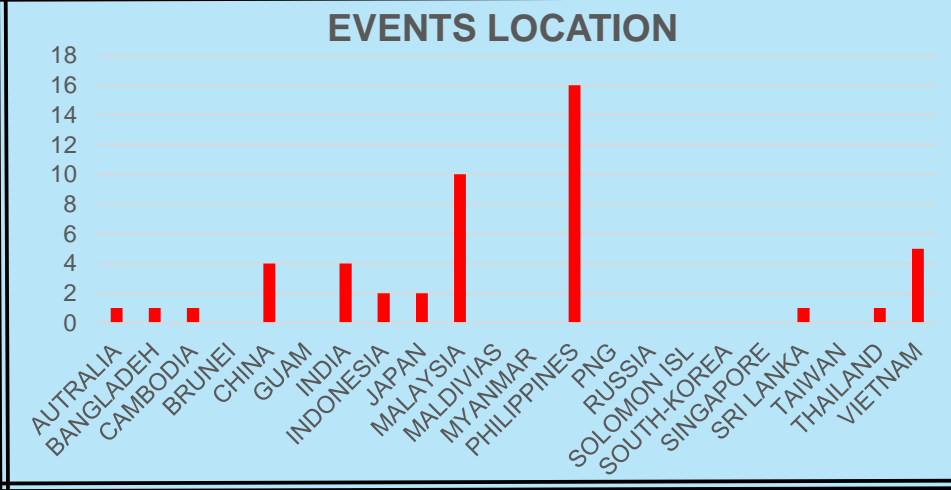 EVENTS LOCATION
18
16
14
12
10
8
6
4
2
0
AUTRALIA
BANGLADEH
CAMBODIA
BRUNEI
CHINA
GUAM
INDIA
INDONESIA
JAPAN
MALAYSIA
MALDIVIAS
MYANMAR
PHILIPPINES
PNG
RUSSIA
SOLOMON ISL
SOUTH-KOREA
SINGAPORE
SRI LANKA
TAIWAN
THAILAND
VIETNAM